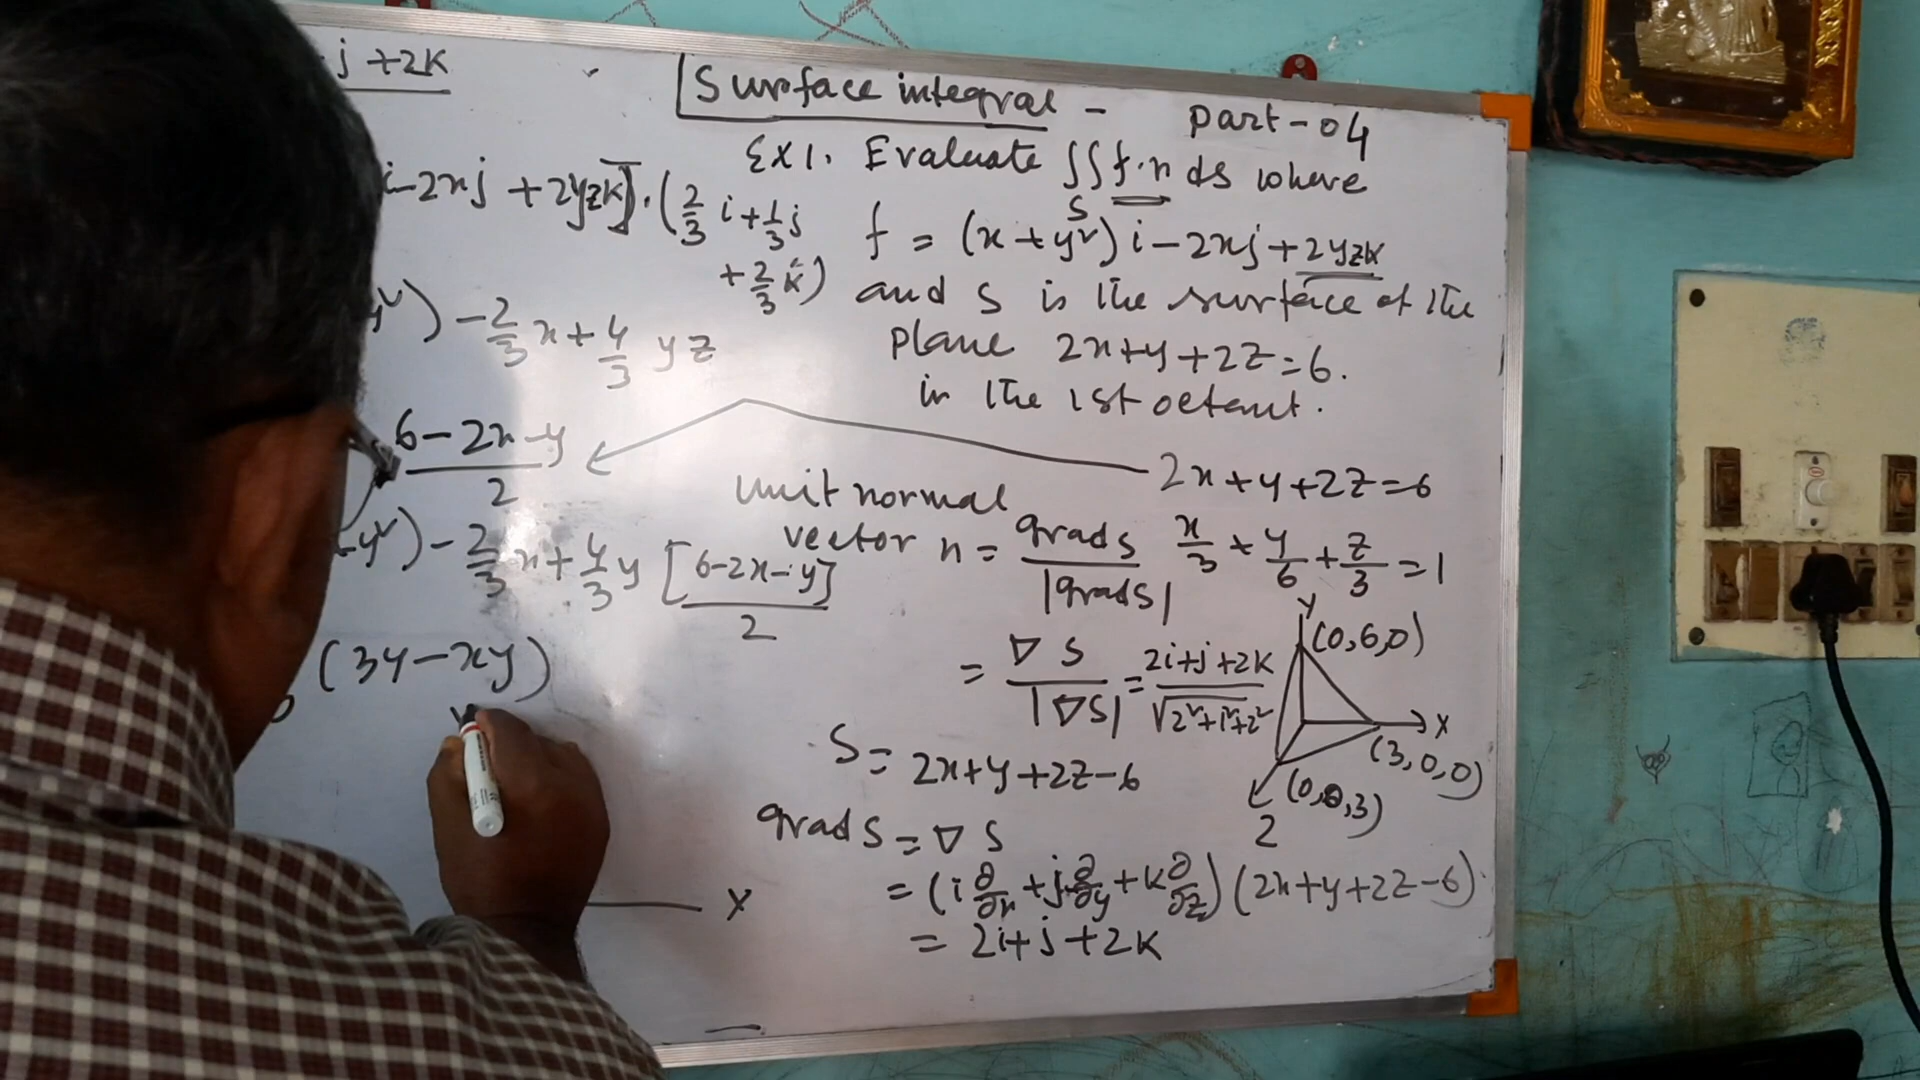 Surface integral - Part-04
Ex1. Evaluate ∬ f.n ds where
S
f = (x + y²) i - 2xj + 2yzk
and S is the surface of the
plane 2x+y+2z=6.
in the 1st octant.
2x+y+2z=6
unit normal
vector n = grads / |grads|
x/3 + y/6 + z/3 = 1
= ∇S / |∇S| = 2i+j+2k / √2²+1²+2²
S = 2x+y+2z-6
grad S = ∇ S
= (i ∂/∂x + j ∂/∂y + k ∂/∂z) (2x+y+2z-6)
= 2i+j+2k
Y
(0,6,0)
X
(3,0,0)
(0,0,3)
Z
j +2k
i-2xj + 2yzk] . (2/3 i + 1/3 j
+ 2/3 k)
y²) - 2/3 x + 4/3 yz
6-2x-y / 2
y²) - 2/3 x + 4/3 y [6-2x-y] / 2
(3y-xy)
X